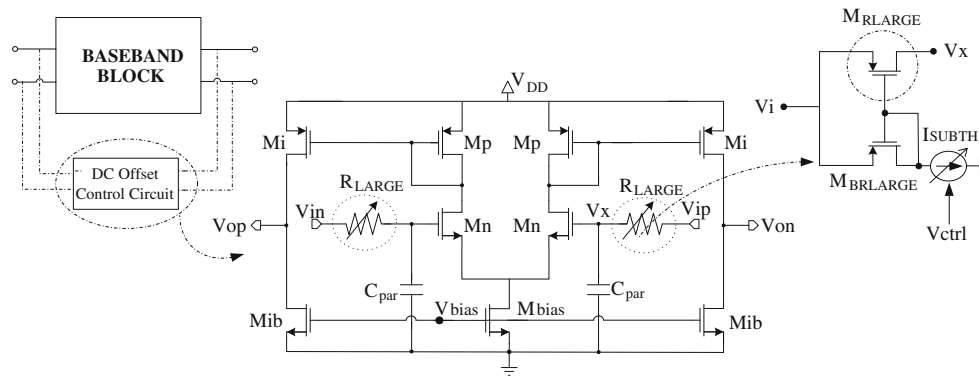 BASEBAND
BLOCK
DC Offset
Control Circuit
VDD
Mi
Mp
Mp
Mi
RLARGE
RLARGE
Vin
Vx
Vip
Mn
Mn
Vop
Von
Cpar
Cpar
Vbias
Mbias
Mib
Mib
MRLARGE
Vx
Vi
ISUBTH
MBRLARGE
Vctrl